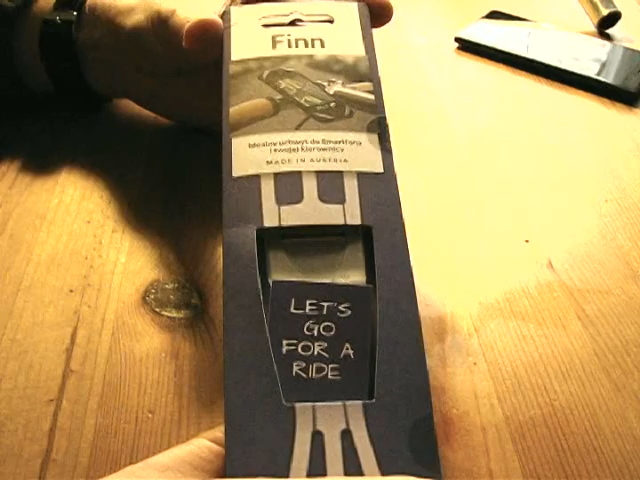 Finn
Idealny uchwyt do Smartfona
i twojej kierownicy
MADE IN AUSTRIA
LET'S
GO
FOR A
RIDE